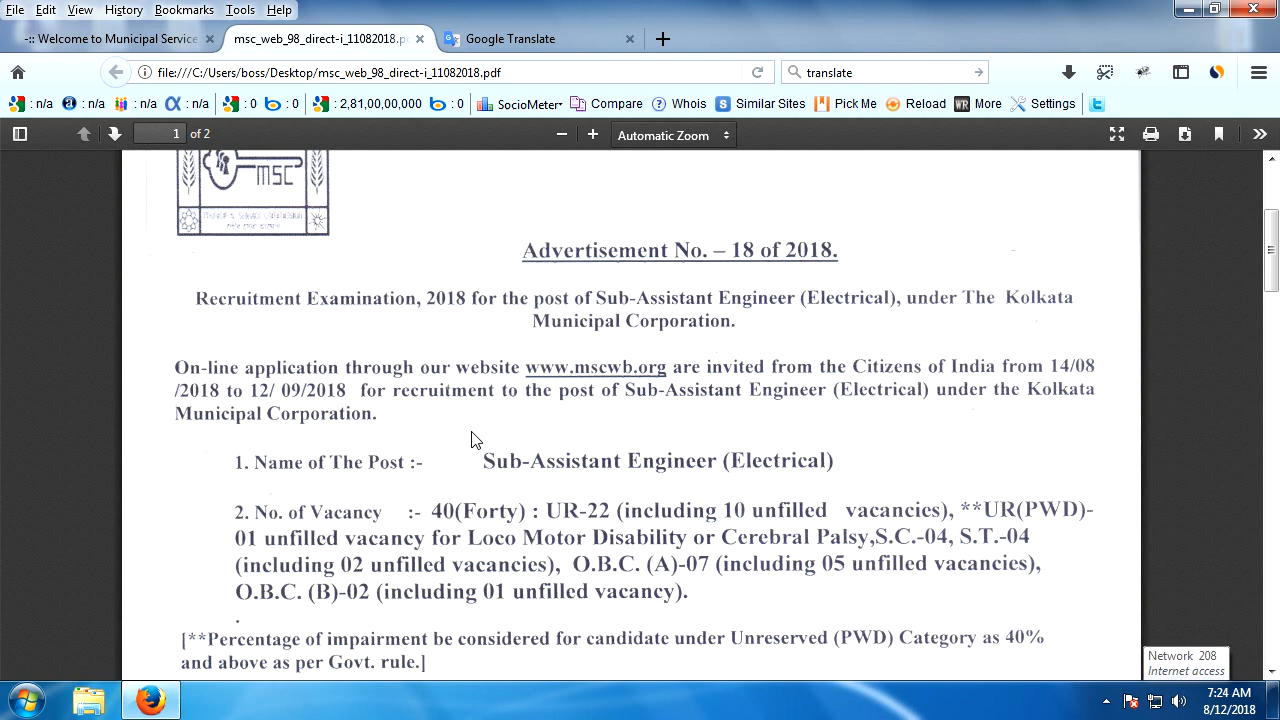 File Edit View History Bookmarks Tools Help
-:: Welcome to Municipal Service
msc_web_98_direct-i_11082018.p
Google Translate
file:///C:/Users/boss/Desktop/msc_web_98_direct-i_11082018.pdf
translate
: n/a : n/a : n/a : n/a : 0 : 0 : 2,81,00,00,000 : 0 SocioMeter Compare Whois Similar Sites Pick Me Reload WR More Settings
1 of 2 Automatic Zoom
MSC
Advertisement No. – 18 of 2018.
Recruitment Examination, 2018 for the post of Sub-Assistant Engineer (Electrical), under The Kolkata
Municipal Corporation.
On-line application through our website www.mscwb.org are invited from the Citizens of India from 14/08
/2018 to 12/ 09/2018 for recruitment to the post of Sub-Assistant Engineer (Electrical) under the Kolkata
Municipal Corporation.
1. Name of The Post :- Sub-Assistant Engineer (Electrical)
2. No. of Vacancy :- 40(Forty) : UR-22 (including 10 unfilled vacancies), **UR(PWD)-
01 unfilled vacancy for Loco Motor Disability or Cerebral Palsy,S.C.-04, S.T.-04
(including 02 unfilled vacancies), O.B.C. (A)-07 (including 05 unfilled vacancies),
O.B.C. (B)-02 (including 01 unfilled vacancy).
.
[**Percentage of impairment be considered for candidate under Unreserved (PWD) Category as 40%
and above as per Govt. rule.]
Network 208
Internet access
7:24 AM
8/12/2018